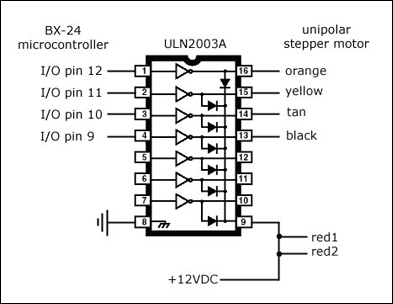 BX-24
microcontroller
ULN2003A
unipolar
stepper motor
I/O pin 12
1
16
orange
I/O pin 11
2
15
yellow
I/O pin 10
3
14
tan
I/O pin 9
4
13
black
5
12
6
11
7
10
8
9
red1
red2
+12VDC